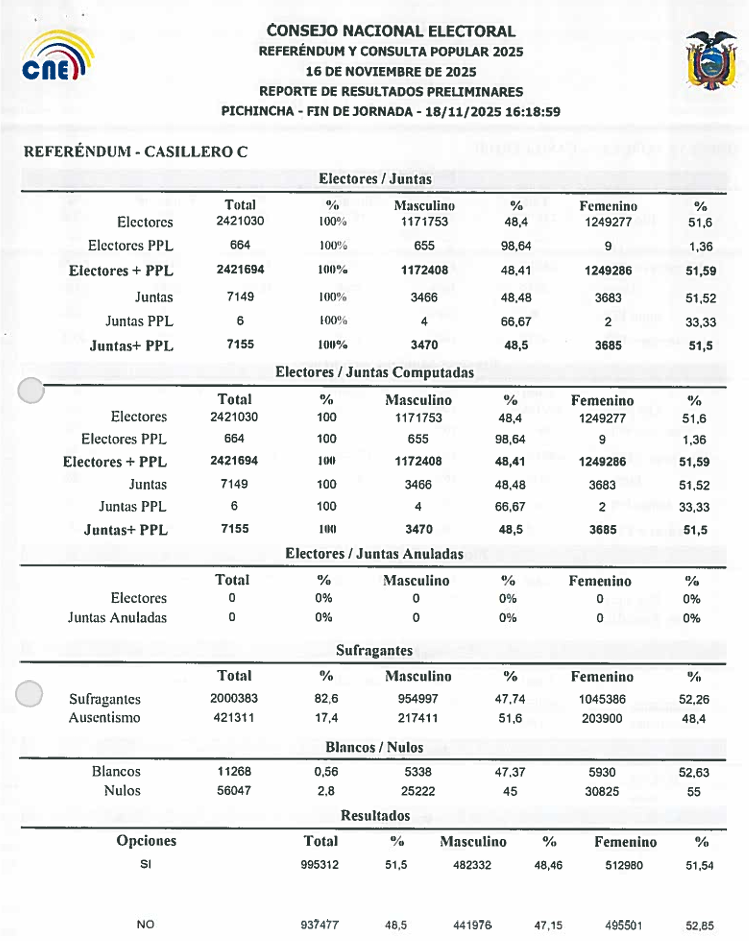 CONSEJO NACIONAL ELECTORAL
REFERÉNDUM Y CONSULTA POPULAR 2025
16 DE NOVIEMBRE DE 2025
REPORTE DE RESULTADOS PRELIMINARES
PICHINCHA - FIN DE JORNADA - 18/11/2025 16:18:59
CNE
REFERÉNDUM - CASILLERO C
Electores / Juntas
Total % Masculino % Femenino %
Electores 2421030 100% 1171753 48,4 1249277 51,6
Electores PPL 664 100% 655 98,64 9 1,36
Electores + PPL 2421694 100% 1172408 48,41 1249286 51,59
Juntas 7149 100% 3466 48,48 3683 51,52
Juntas PPL 6 100% 4 66,67 2 33,33
Juntas+ PPL 7155 100% 3470 48,5 3685 51,5
Electores / Juntas Computadas
Total % Masculino % Femenino %
Electores 2421030 100 1171753 48,4 1249277 51,6
Electores PPL 664 100 655 98,64 9 1,36
Electores + PPL 2421694 100 1172408 48,41 1249286 51,59
Juntas 7149 100 3466 48,48 3683 51,52
Juntas PPL 6 100 4 66,67 2 33,33
Juntas+ PPL 7155 100 3470 48,5 3685 51,5
Electores / Juntas Anuladas
Total % Masculino % Femenino %
Electores 0 0% 0 0% 0 0%
Juntas Anuladas 0 0% 0 0% 0 0%
Sufragantes
Total % Masculino % Femenino %
Sufragantes 2000383 82,6 954997 47,74 1045386 52,26
Ausentismo 421311 17,4 217411 51,6 203900 48,4
Blancos / Nulos
Blancos 11268 0,56 5338 47,37 5930 52,63
Nulos 56047 2,8 25222 45 30825 55
Resultados
Opciones Total % Masculino % Femenino %
SI 995312 51,5 482332 48,46 512980 51,54
NO 937477 48,5 441976 47,15 495501 52,85